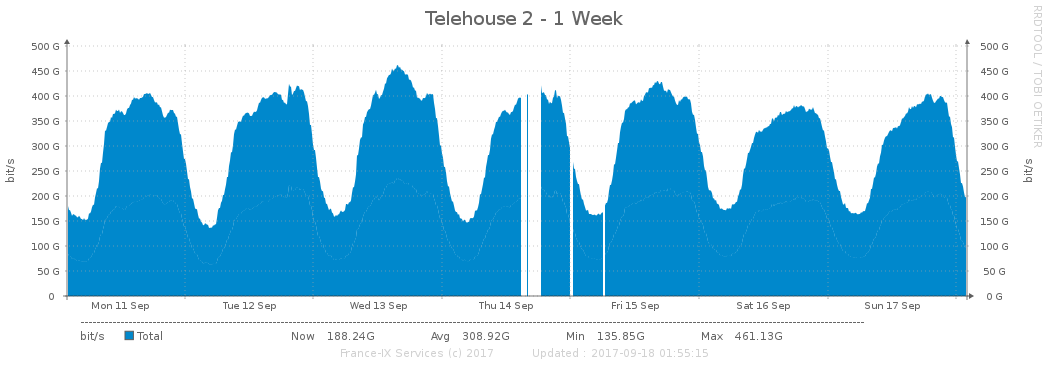 Telehouse 2 - 1 Week
RRDTOOL / TOBI OETIKER
500 G 500 G
450 G 450 G
400 G 400 G
350 G 350 G
300 G 300 G
250 G 250 G
200 G 200 G
150 G 150 G
100 G 100 G
50 G 50 G
0 0 G
bit/s
bit/s
Mon 11 Sep Tue 12 Sep Wed 13 Sep Thu 14 Sep Fri 15 Sep Sat 16 Sep Sun 17 Sep
bit/s Total Now 188.24G Avg 308.92G Min 135.85G Max 461.13G
France-IX Services (c) 2017 Updated : 2017-09-18 01:55:15